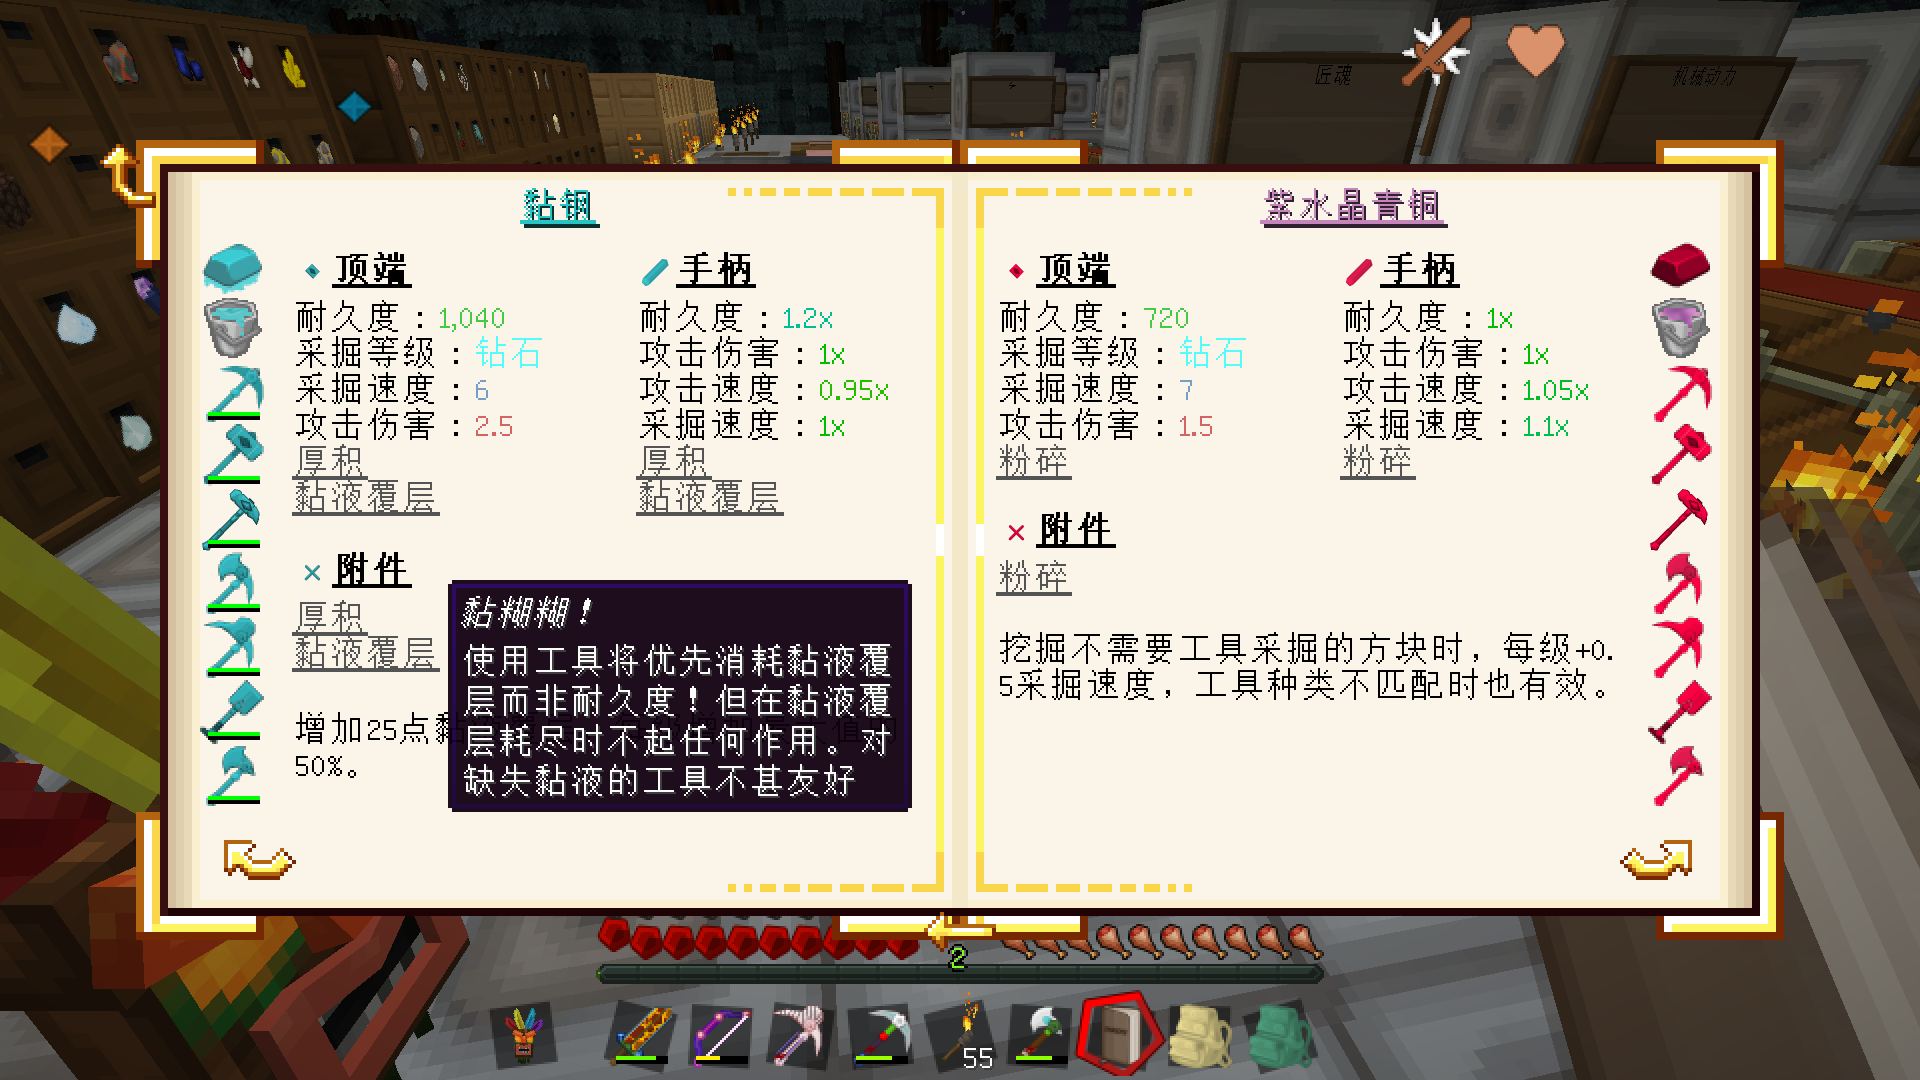 匠魂
机械动力
黏钢
顶端
耐久度：1,040
采掘等级：钻石
采掘速度：6
攻击伤害：2.5
厚积
黏液覆层
手柄
耐久度：1.2x
攻击伤害：1x
攻击速度：0.95x
采掘速度：1x
厚积
黏液覆层
附件
厚积
黏液覆层
增加25点黏
50%。
黏糊糊！
使用工具将优先消耗黏液覆
层而非耐久度！但在黏液覆
层耗尽时不起任何作用。对
缺失黏液的工具不甚友好
紫水晶青铜
顶端
耐久度：720
采掘等级：钻石
采掘速度：7
攻击伤害：1.5
粉碎
手柄
耐久度：1x
攻击伤害：1x
攻击速度：1.05x
采掘速度：1.1x
粉碎
附件
粉碎
挖掘不需要工具采掘的方块时，每级+0.
5采掘速度，工具种类不匹配时也有效。
2
55